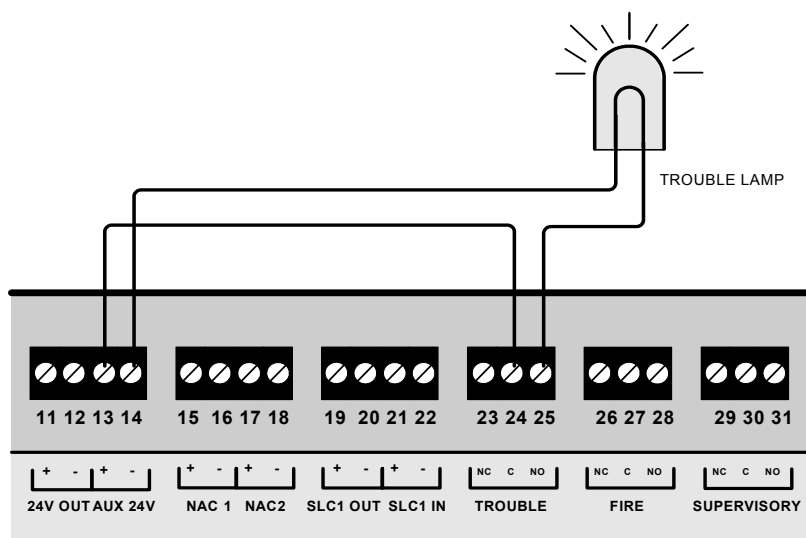 TROUBLE LAMP
11 12 13 14 15 16 17 18 19 20 21 22 23 24 25 26 27 28 29 30 31
+ - + - + - + - + - + - NC C NO NC C NO NC C NO
24V OUT AUX 24V NAC 1 NAC2 SLC1 OUT SLC1 IN TROUBLE FIRE SUPERVISORY